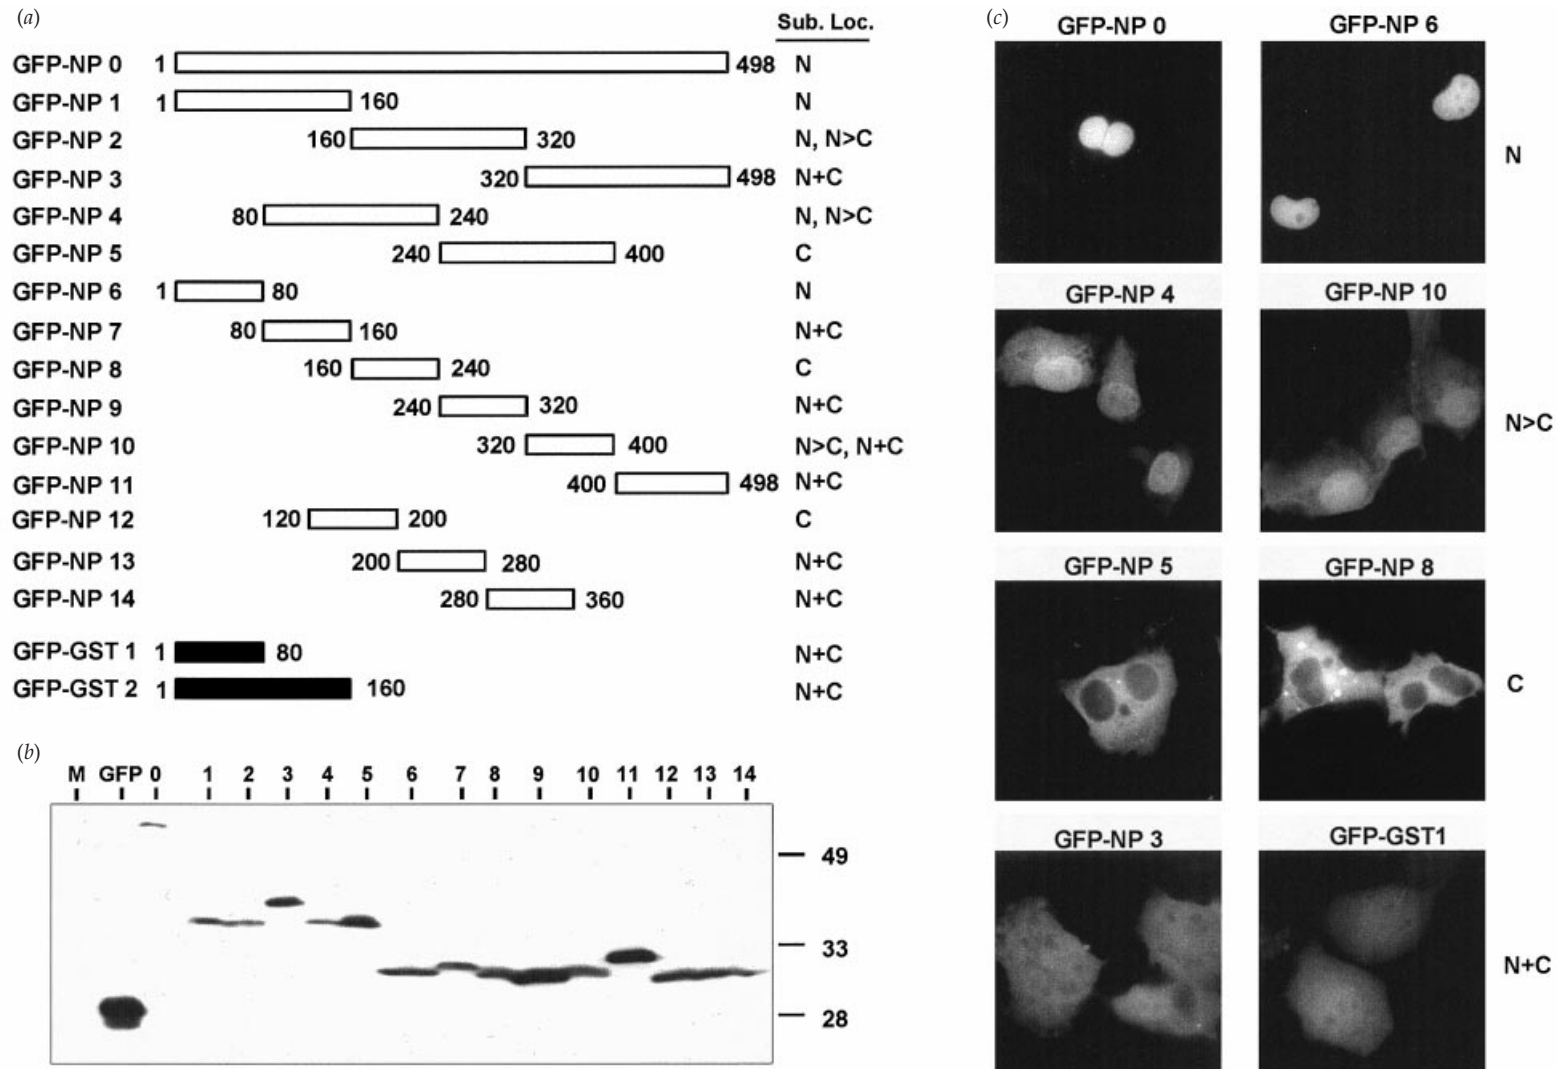 (a)
Sub. Loc.
GFP-NP 0 1 498 N
GFP-NP 1 1 160 N
GFP-NP 2 160 320 N, N>C
GFP-NP 3 320 498 N+C
GFP-NP 4 80 240 N, N>C
GFP-NP 5 240 400 C
GFP-NP 6 1 80 N
GFP-NP 7 80 160 N+C
GFP-NP 8 160 240 C
GFP-NP 9 240 320 N+C
GFP-NP 10 320 400 N>C, N+C
GFP-NP 11 400 498 N+C
GFP-NP 12 120 200 C
GFP-NP 13 200 280 N+C
GFP-NP 14 280 360 N+C
GFP-GST 1 1 80 N+C
GFP-GST 2 1 160 N+C
(b)
M GFP 0 1 2 3 4 5 6 7 8 9 10 11 12 13 14
49
33
28
(c)
GFP-NP 0 GFP-NP 6
N
GFP-NP 4 GFP-NP 10
N>C
GFP-NP 5 GFP-NP 8
C
GFP-NP 3 GFP-GST1
N+C